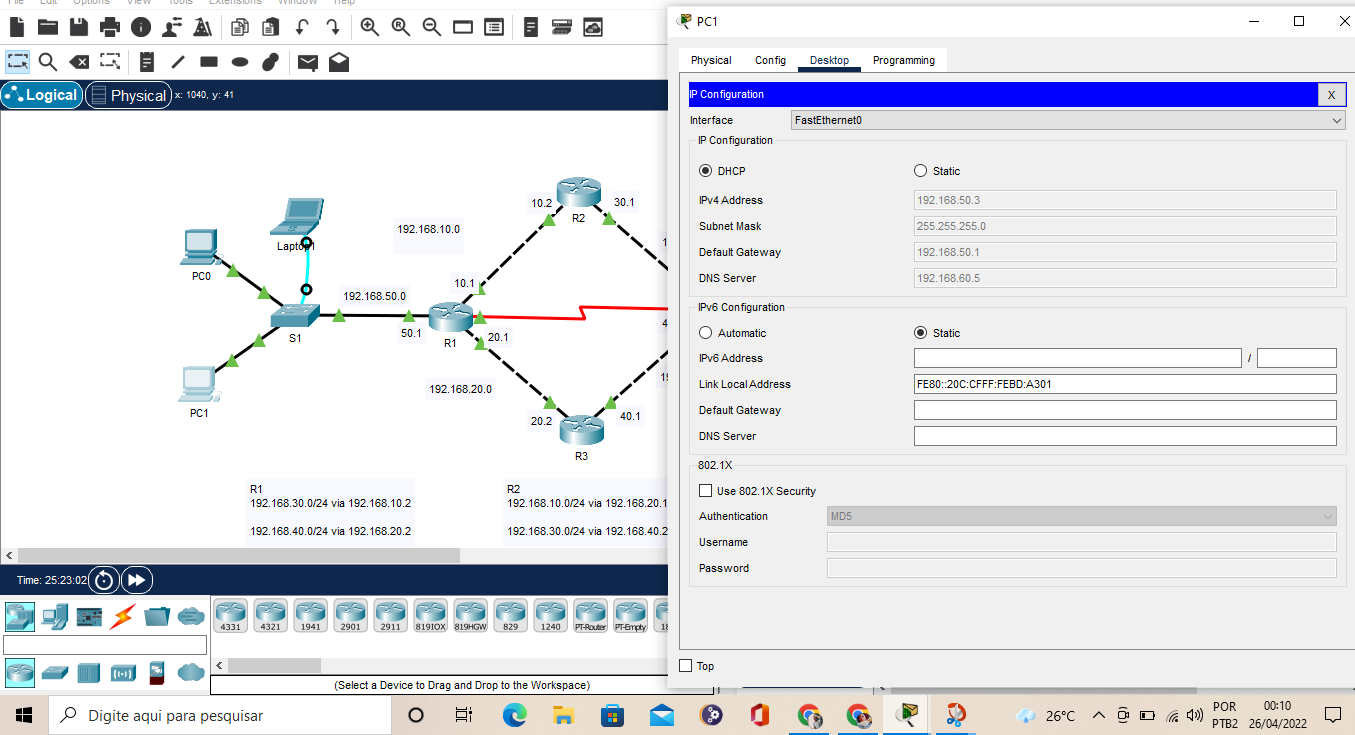 File Edit Options View Tools Extensions Window Help
Logical
Physical
x: 1040, y: 41
PC0
Laptop1
192.168.10.0
10.2
R2
30.1
192.168.50.0
10.1
S1
50.1
R1
20.1
PC1
192.168.20.0
20.2
40.1
R3
R1
192.168.30.0/24 via 192.168.10.2
192.168.40.0/24 via 192.168.20.2
R2
192.168.10.0/24 via 192.168.20.1
192.168.30.0/24 via 192.168.40.2
Time: 25:23:02
4331
4321
1941
2901
2911
819IOX
819HGW
829
1240
PT-Router
PT-Empty
(Select a Device to Drag and Drop to the Workspace)
PC1
Physical
Config
Desktop
Programming
IP Configuration
X
Interface
FastEthernet0
IP Configuration
DHCP
Static
IPv4 Address
192.168.50.3
Subnet Mask
255.255.255.0
Default Gateway
192.168.50.1
DNS Server
192.168.60.5
IPv6 Configuration
Automatic
Static
IPv6 Address
/
Link Local Address
FE80::20C:CFFF:FEBD:A301
Default Gateway
DNS Server
802.1X
Use 802.1X Security
Authentication
MD5
Username
Password
Top
Digite aqui para pesquisar
26°C
POR
PTB2
00:10
26/04/2022